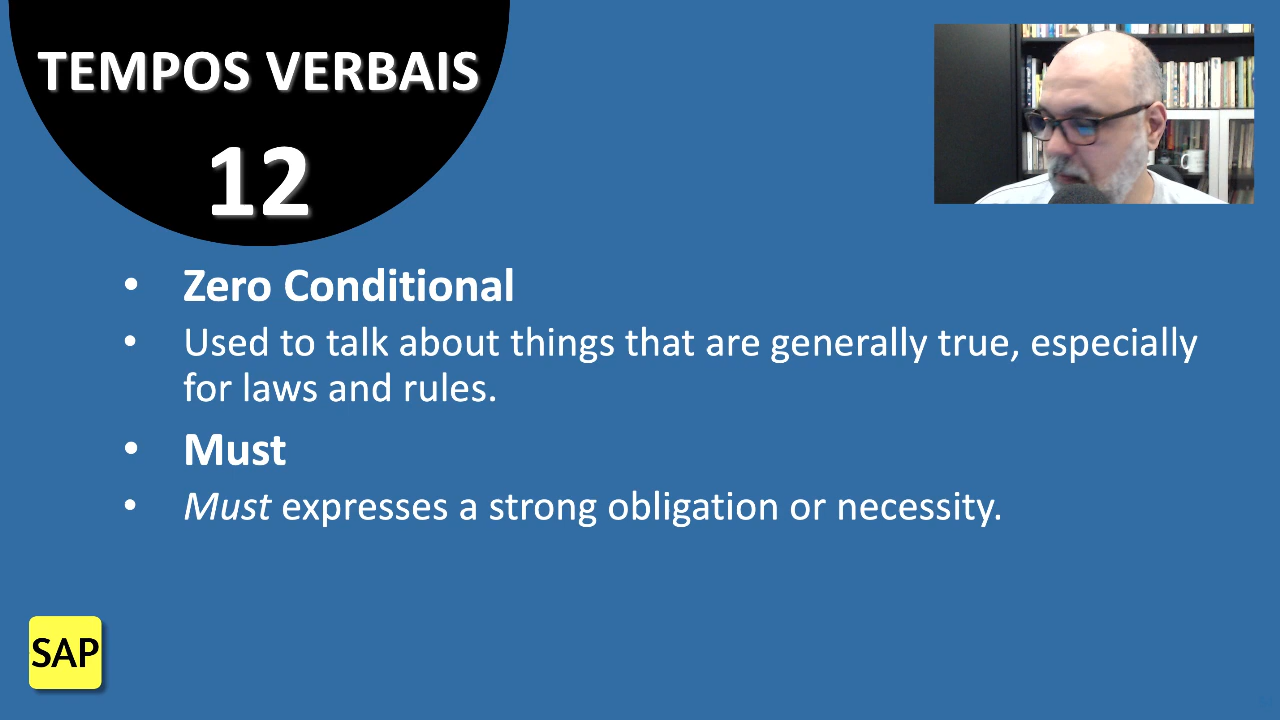 TEMPOS VERBAIS
12
• Zero Conditional
• Used to talk about things that are generally true, especially
for laws and rules.
• Must
• Must expresses a strong obligation or necessity.
SAP